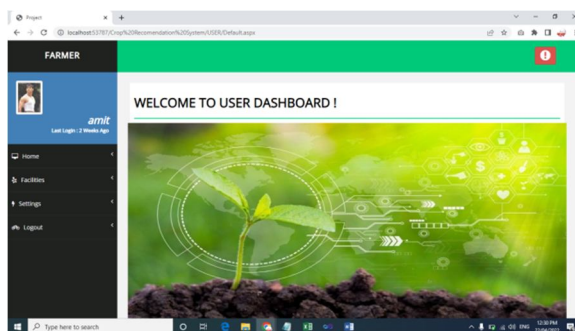 Project
localhost:53787/Crop%20Recomendation%20System/USER/Default.aspx
FARMER
amit
Last Login : 2 Weeks Ago
WELCOME TO USER DASHBOARD !
Home
Facilities
Settings
Logout
Type here to search
ENG
12:30 PM